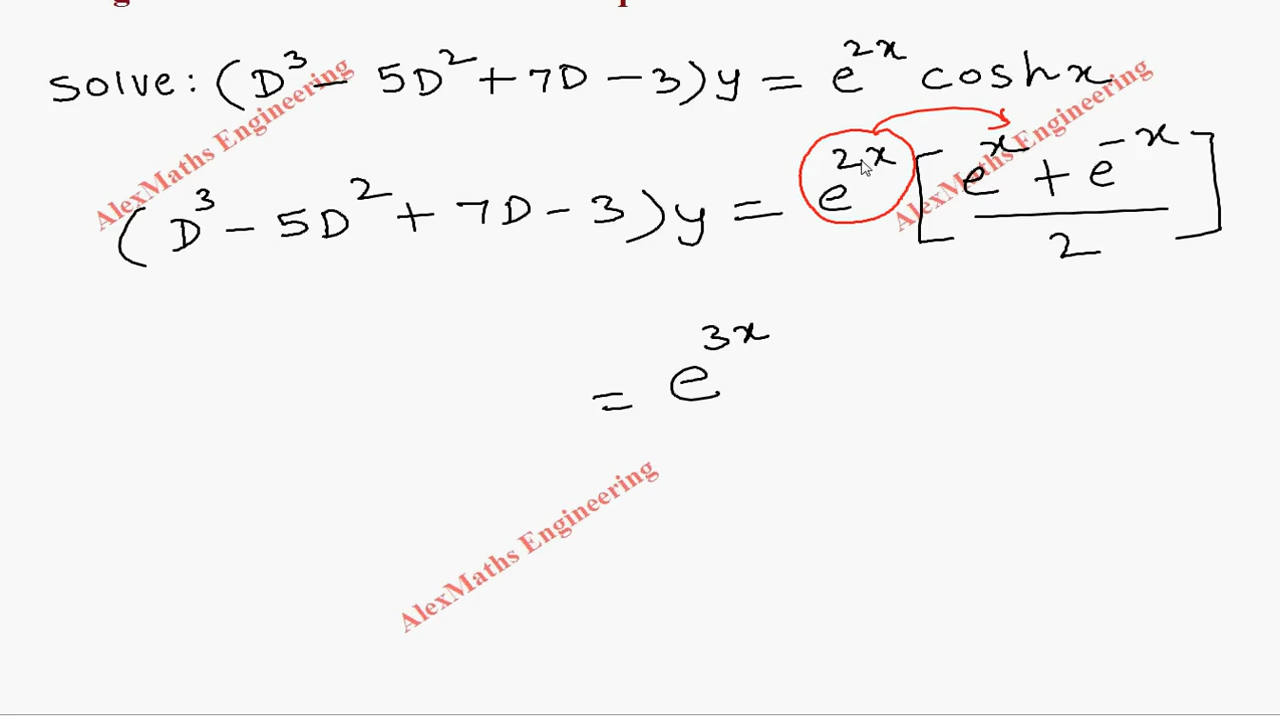 Solve: (D³ - 5D² + 7D - 3)y = e^{2x} coshx
(D³ - 5D² + 7D - 3)y = e^{2x} [(e^{x} + e^{-x})/2]
= e^{3x}
AlexMaths Engineering
AlexMaths Engineering
AlexMaths Engineering
AlexMaths Engineering